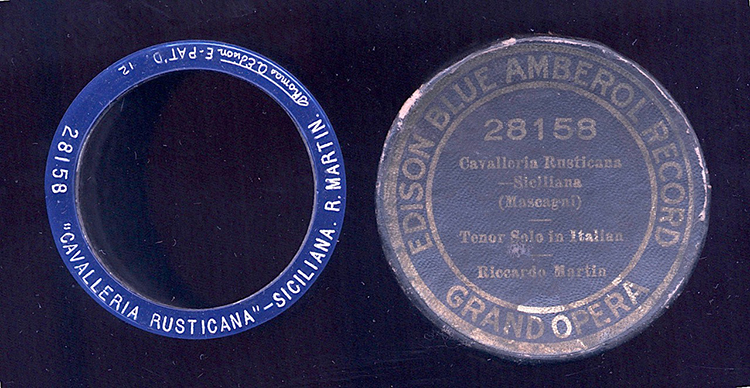 28158 "CAVALLERIA RUSTICANA"—SICILIANA. R. MARTIN.
Thomas A Edison E-PAT'D '12
EDISON BLUE AMBEROL RECORD
28158
Cavalleria Rusticana
—Siciliana
(Mascagni)
Tenor Solo in Italian
Riccardo Martin
GRAND OPERA